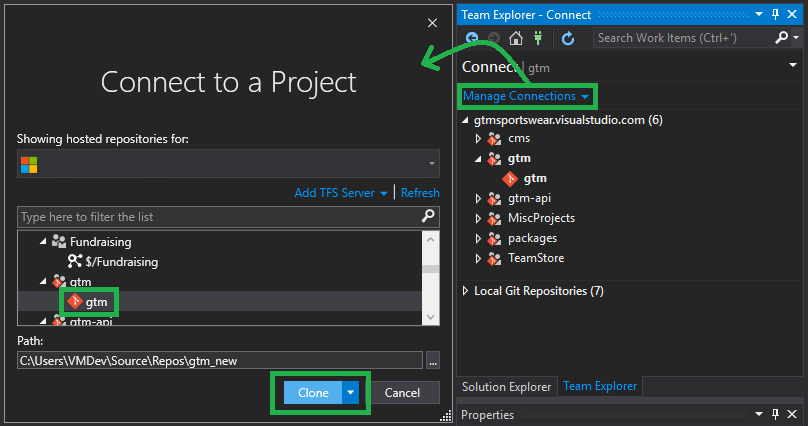 Connect to a Project
Showing hosted repositories for:
Add TFS Server
Refresh
Type here to filter the list
Fundraising
$/Fundraising
gtm
gtm
gtm-api
Path:
C:\Users\VMDev\Source\Repos\gtm_new
...
Clone
Cancel
Team Explorer - Connect
Search Work Items (Ctrl+')
Connect | gtm
Manage Connections
gtmsportswear.visualstudio.com (6)
cms
gtm
gtm
gtm-api
MiscProjects
packages
TeamStore
Local Git Repositories (7)
Solution Explorer
Team Explorer
Properties